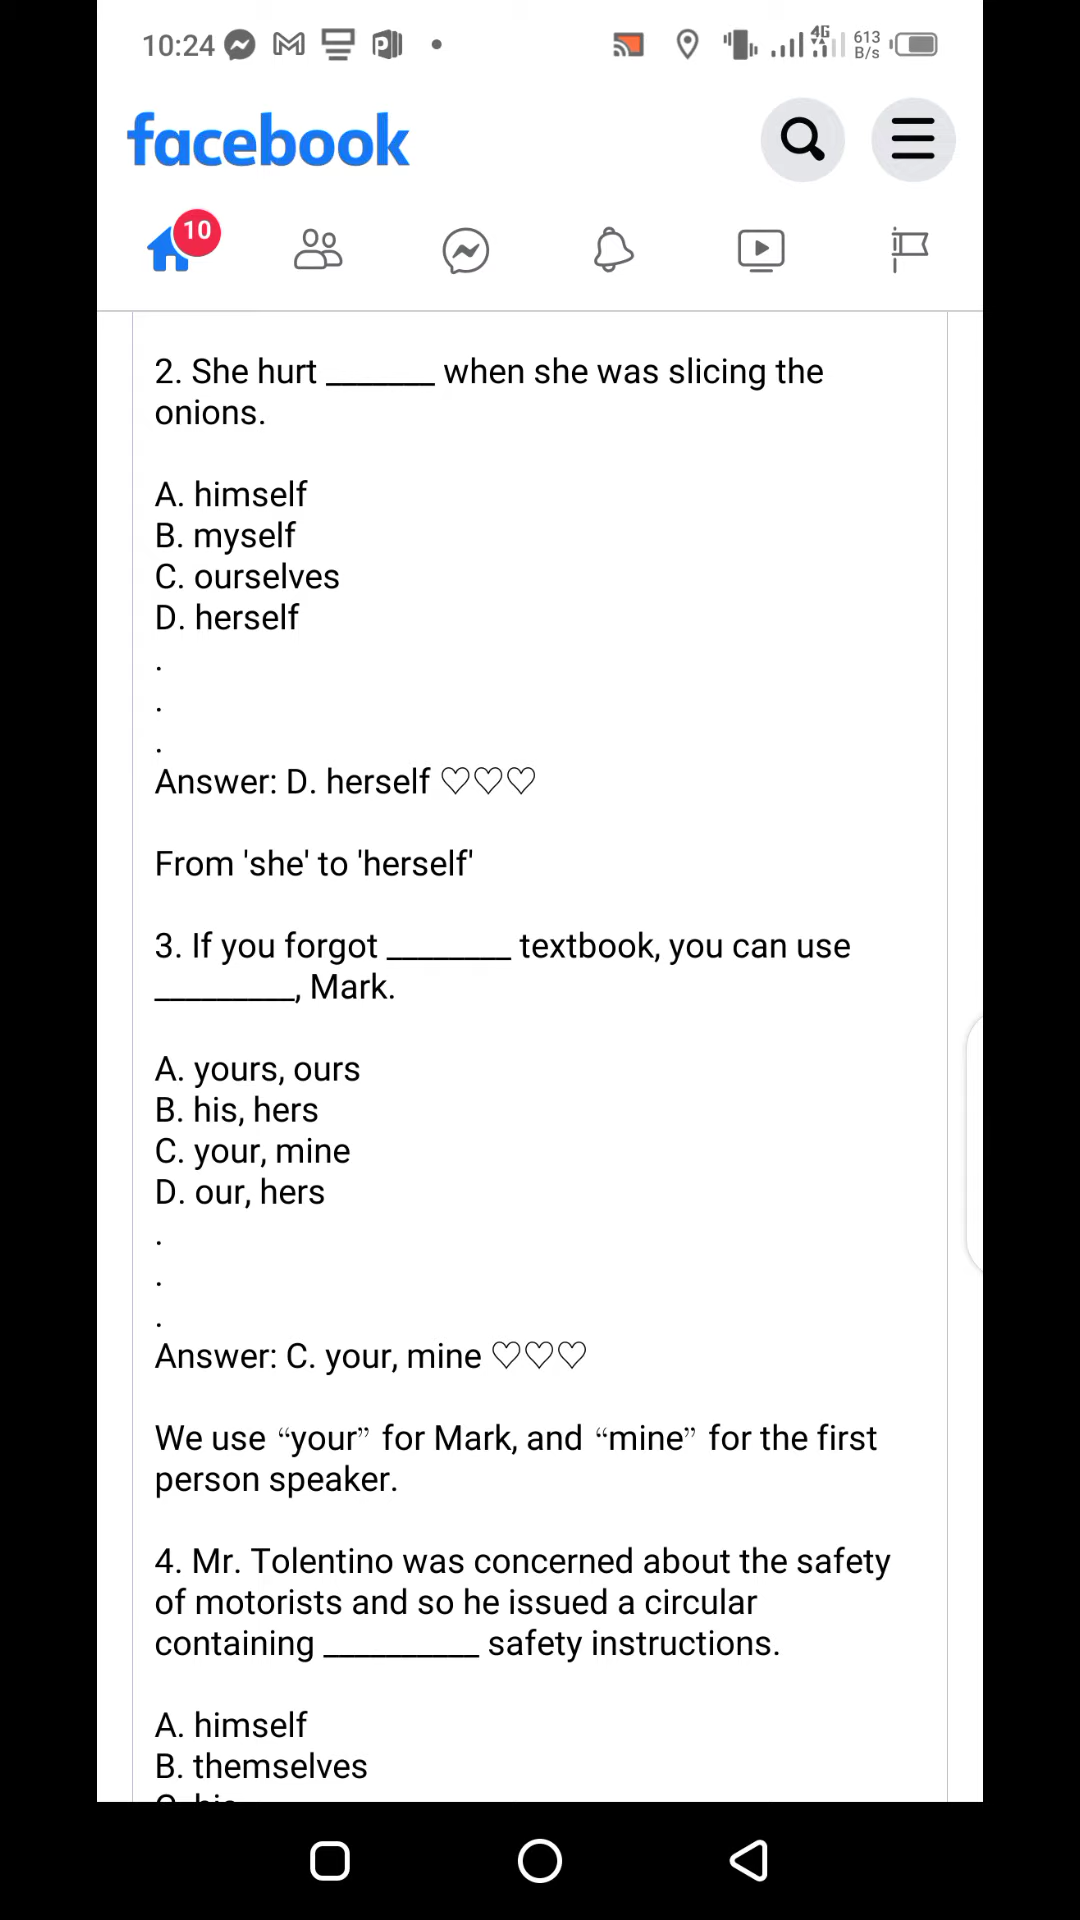 10:24
4G
613
B/s
facebook
10
2. She hurt _______ when she was slicing the
onions.
A. himself
B. myself
C. ourselves
D. herself
.
.
.
Answer: D. herself ♡♡♡
From 'she' to 'herself'
3. If you forgot ________ textbook, you can use
_________, Mark.
A. yours, ours
B. his, hers
C. your, mine
D. our, hers
.
.
.
Answer: C. your, mine ♡♡♡
We use “your” for Mark, and “mine” for the first
person speaker.
4. Mr. Tolentino was concerned about the safety
of motorists and so he issued a circular
containing __________ safety instructions.
A. himself
B. themselves